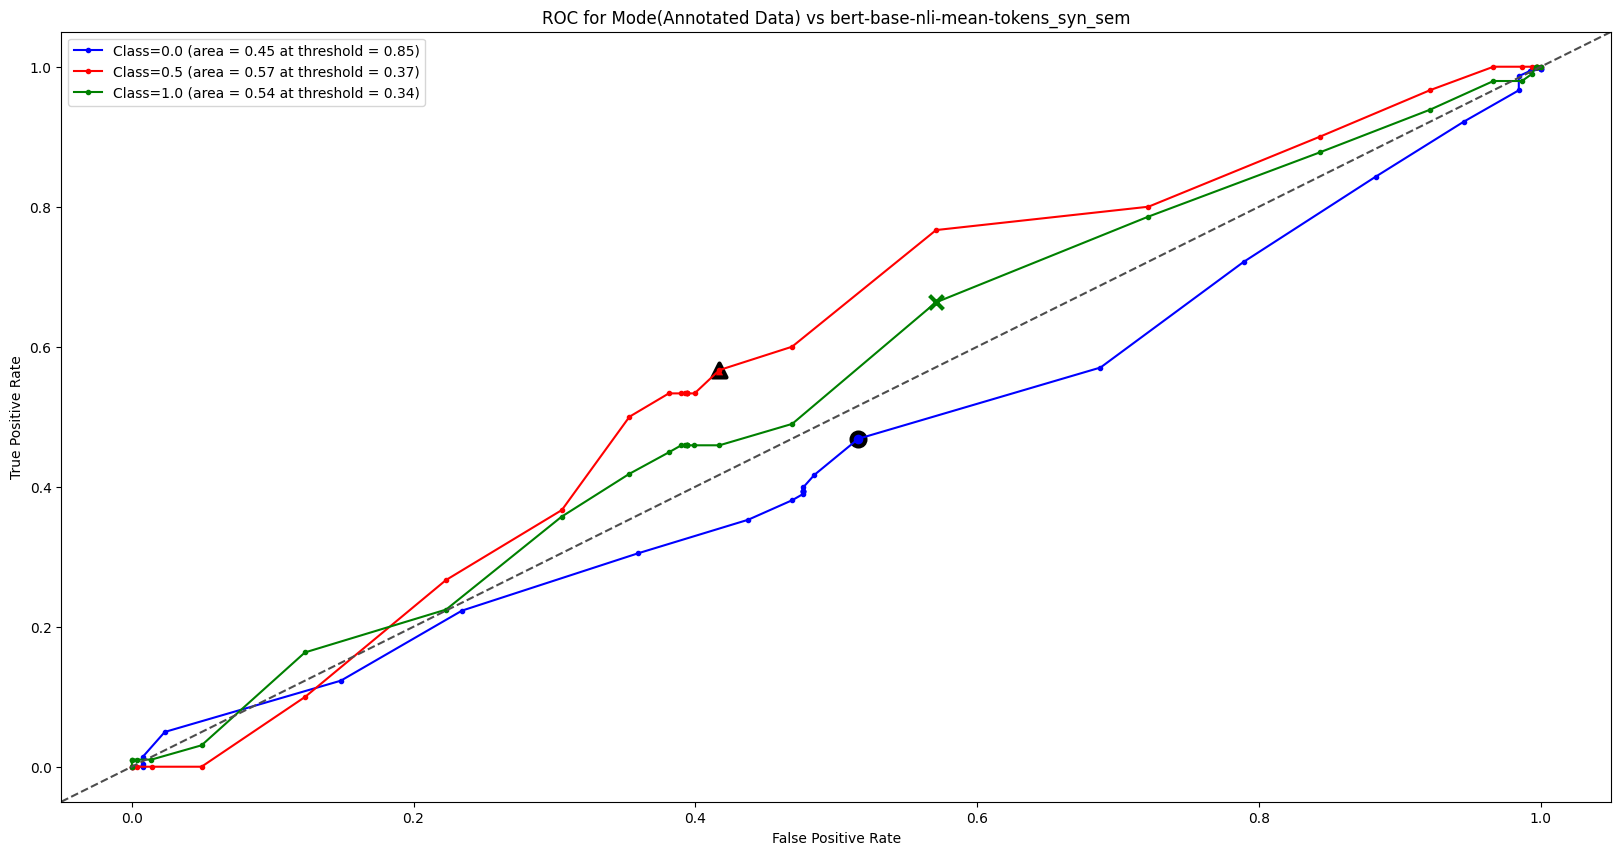 ROC for Mode(Annotated Data) vs bert-base-nli-mean-tokens_syn_sem
Class=0.0 (area = 0.45 at threshold = 0.85)
Class=0.5 (area = 0.57 at threshold = 0.37)
Class=1.0 (area = 0.54 at threshold = 0.34)
True Positive Rate
1.0
0.8
0.6
0.4
0.2
0.0
0.0 0.2 0.4 0.6 0.8 1.0
False Positive Rate